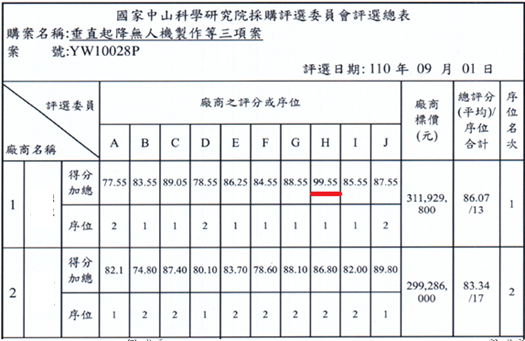 國家中山科學研究院採購評選委員會評選總表
購案名稱:垂直起降無人機製作等三項案
案 號:YW10028P
評選日期:110 年 09 月 01 日
評選委員 廠商名稱 廠商之評分或序位 廠商標價(元) 總評分(平均)/序位合計 序位名次
A B C D E F G H I J
1 得分加總 77.55 83.55 89.05 78.55 86.25 84.55 88.55 99.55 85.55 87.55 311,929,800 86.07/13 1
序位 2 1 1 2 1 1 1 1 1 2
2 得分加總 82.1 74.80 87.40 80.10 83.70 78.60 88.10 86.80 82.00 89.80 299,286,000 83.34/17 2
序位 1 2 2 1 2 2 2 2 2 1